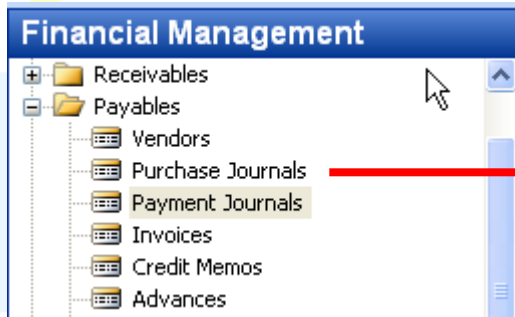 Financial Management
Receivables
Payables
Vendors
Purchase Journals
Payment Journals
Invoices
Credit Memos
Advances